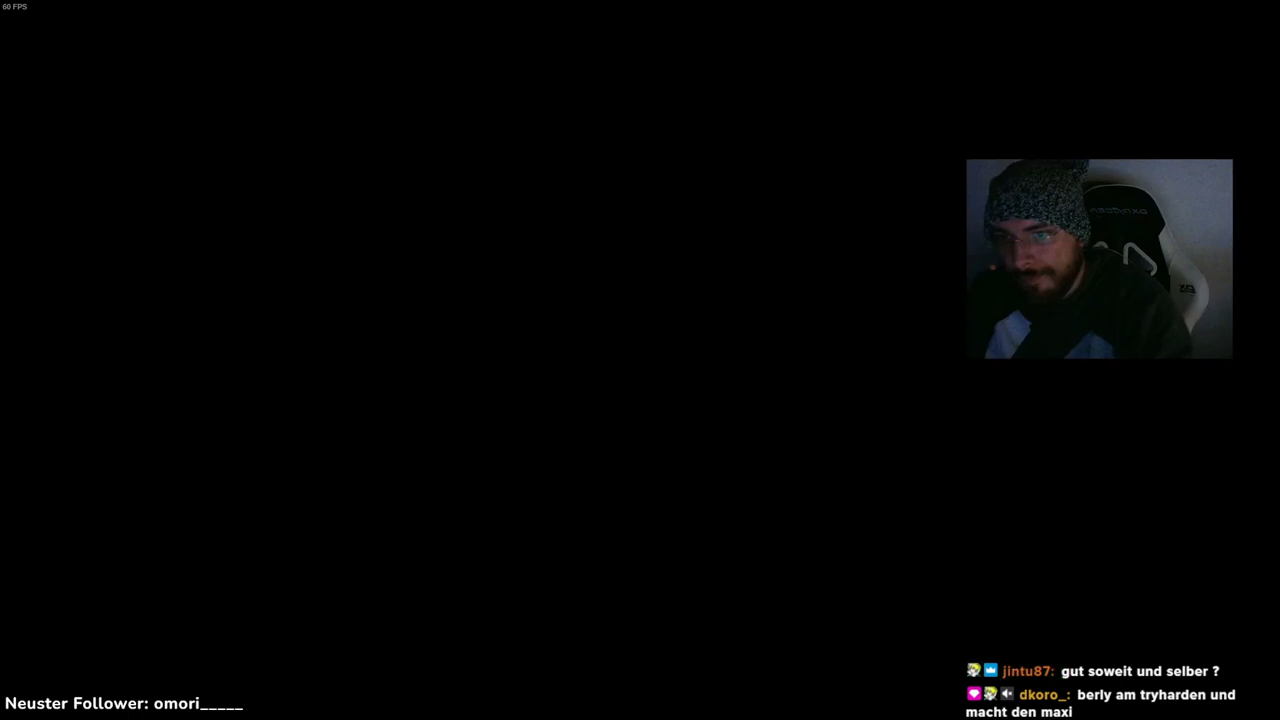 60 FPS
jintu87: gut soweit und selber ?
dkoro_: berly am tryharden und
macht den maxi
Neuster Follower: omori_____